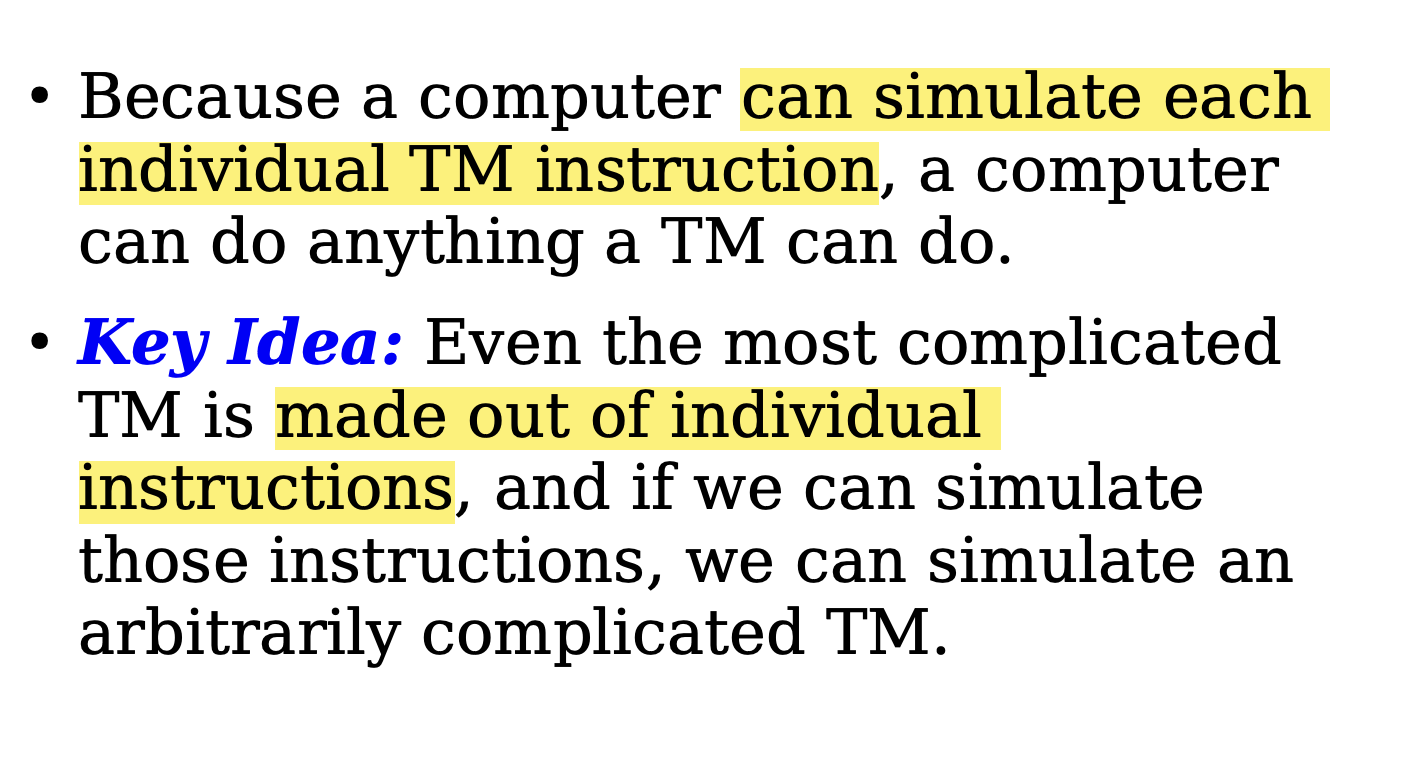 • Because a computer can simulate each
individual TM instruction, a computer
can do anything a TM can do.
• Key Idea: Even the most complicated
TM is made out of individual
instructions, and if we can simulate
those instructions, we can simulate an
arbitrarily complicated TM.